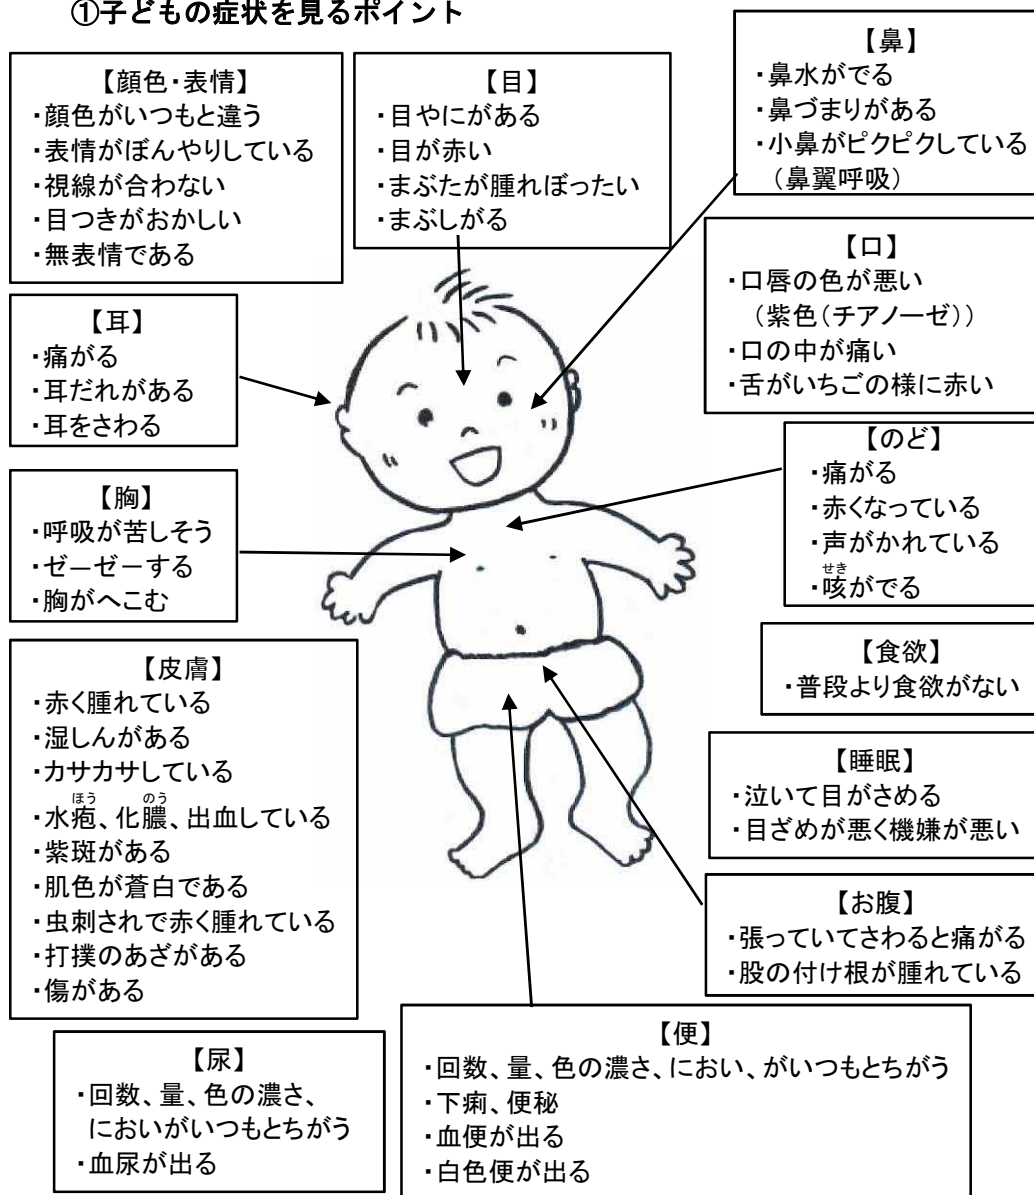 ①子どもの症状を見るポイント
【顔色・表情】
・顔色がいつもと違う
・表情がぼんやりしている
・視線が合わない
・目つきがおかしい
・無表情である
【目】
・目やにがある
・目が赤い
・まぶたが腫れぼったい
・まぶしがる
【鼻】
・鼻水がでる
・鼻づまりがある
・小鼻がピクピクしている
（鼻翼呼吸）
【口】
・口唇の色が悪い
（紫色（チアノーゼ））
・口の中が痛い
・舌がいちごの様に赤い
【耳】
・痛がる
・耳だれがある
・耳をさわる
【のど】
・痛がる
・赤くなっている
・声がかれている
せき
・咳がでる
【胸】
・呼吸が苦しそう
・ゼーゼーする
・胸がへこむ
【食欲】
・普段より食欲がない
【皮膚】
・赤く腫れている
・湿しんがある
・カサカサしている
ほう のう
・水疱、化膿、出血している
・紫斑がある
・肌色が蒼白である
・虫刺されで赤く腫れている
・打撲のあざがある
・傷がある
【睡眠】
・泣いて目がさめる
・目ざめが悪く機嫌が悪い
【お腹】
・張っていてさわると痛がる
・股の付け根が腫れている
【尿】
・回数、量、色の濃さ、
においがいつもとちがう
・血尿が出る
【便】
・回数、量、色の濃さ、におい、がいつもとちがう
・下痢、便秘
・血便が出る
・白色便が出る